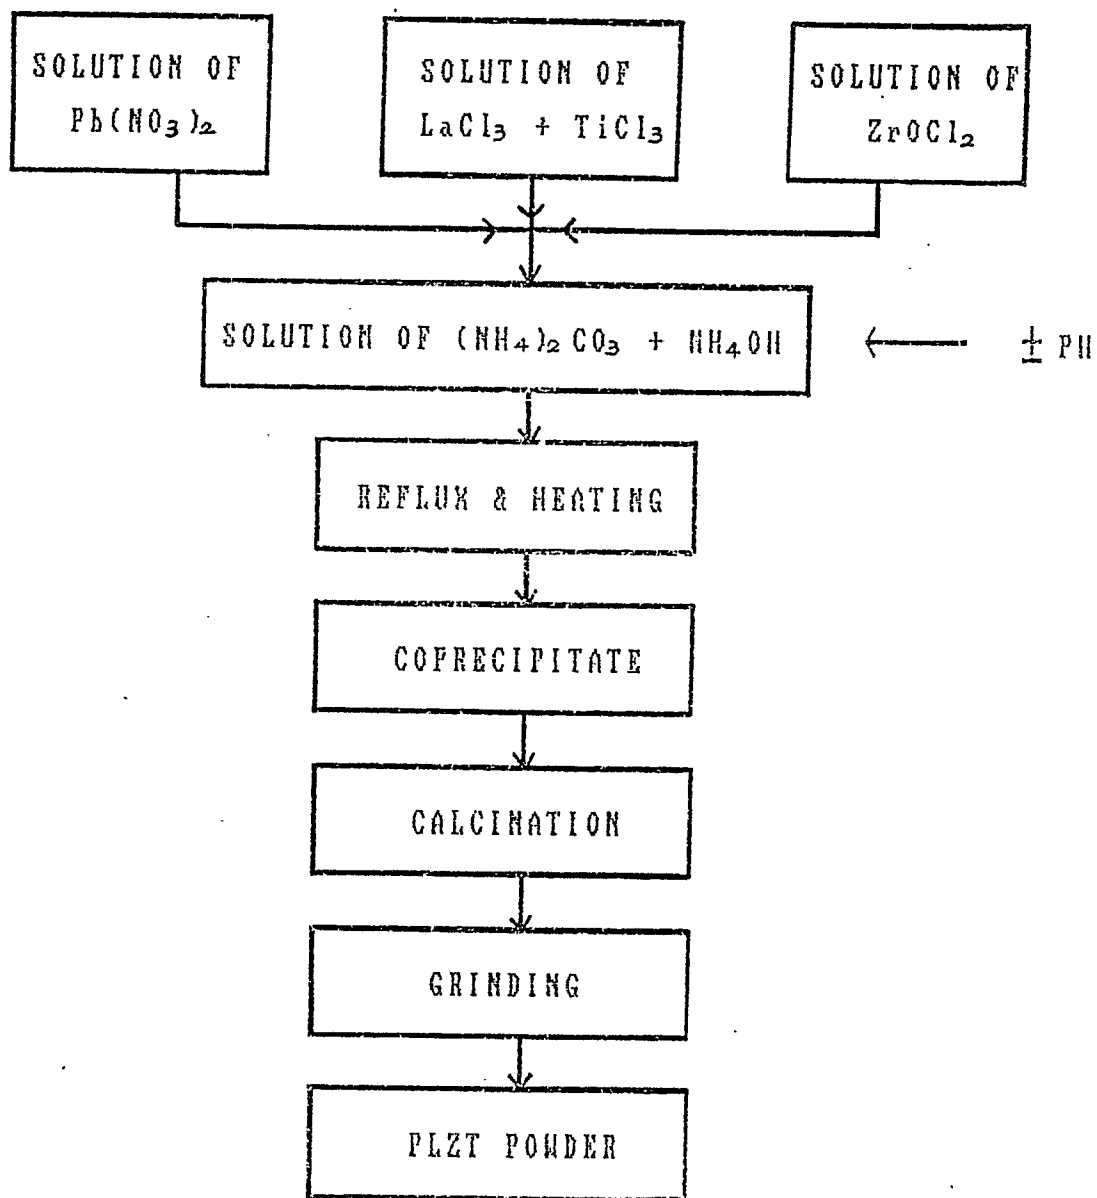 SOLUTION OF
Pb(NO₃)₂
SOLUTION OF
LaCl₃ + TiCl₃
SOLUTION OF
ZrOCl₂
SOLUTION OF (NH₄)₂CO₃ + NH₄OH
± PH
REFLUX & HEATING
COPRECIPITATE
CALCINATION
GRINDING
PLZT POWDER